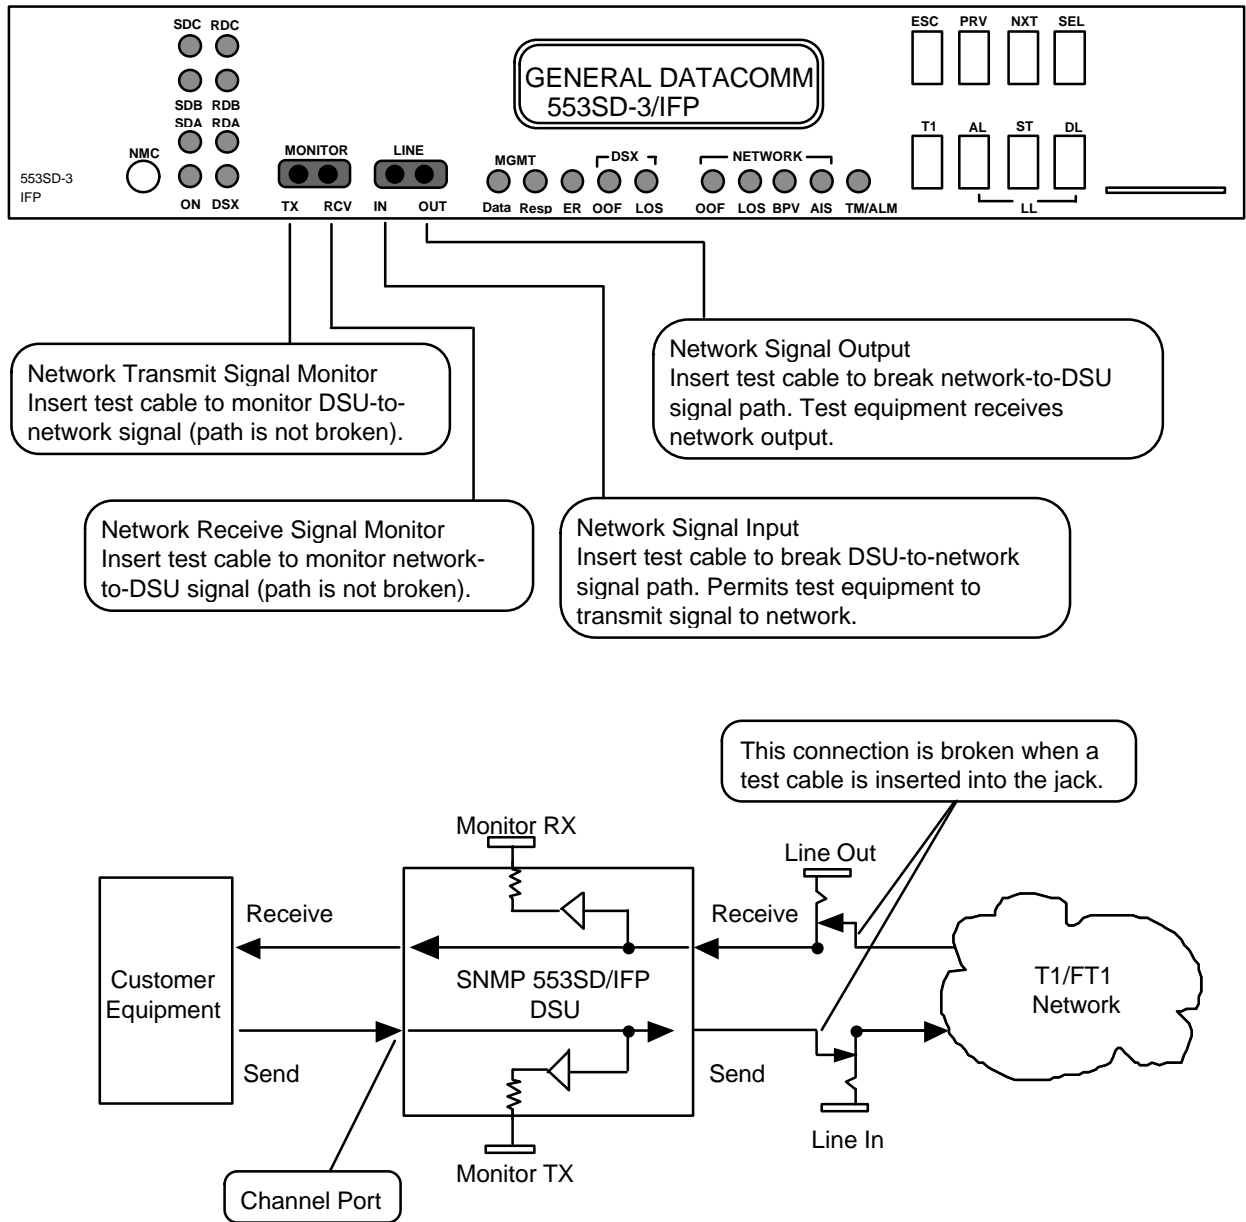 SDC RDC
ESC PRV NXT SEL
GENERAL DATACOMM
553SD-3/IFP
SDB RDB
SDA RDA
T1 AL ST DL
NMC
MONITOR LINE
MGMT DSX NETWORK
553SD-3
IFP
ON DSX TX RCV IN OUT Data Resp ER OOF LOS OOF LOS BPV AIS TM/ALM LL
Network Transmit Signal Monitor
Insert test cable to monitor DSU-to-
network signal (path is not broken).
Network Signal Output
Insert test cable to break network-to-DSU
signal path. Test equipment receives
network output.
Network Receive Signal Monitor
Insert test cable to monitor network-
to-DSU signal (path is not broken).
Network Signal Input
Insert test cable to break DSU-to-network
signal path. Permits test equipment to
transmit signal to network.
This connection is broken when a
test cable is inserted into the jack.
Monitor RX
Line Out
Receive
Receive
Customer
Equipment
SNMP 553SD/IFP
DSU
T1/FT1
Network
Send
Send
Line In
Monitor TX
Channel Port